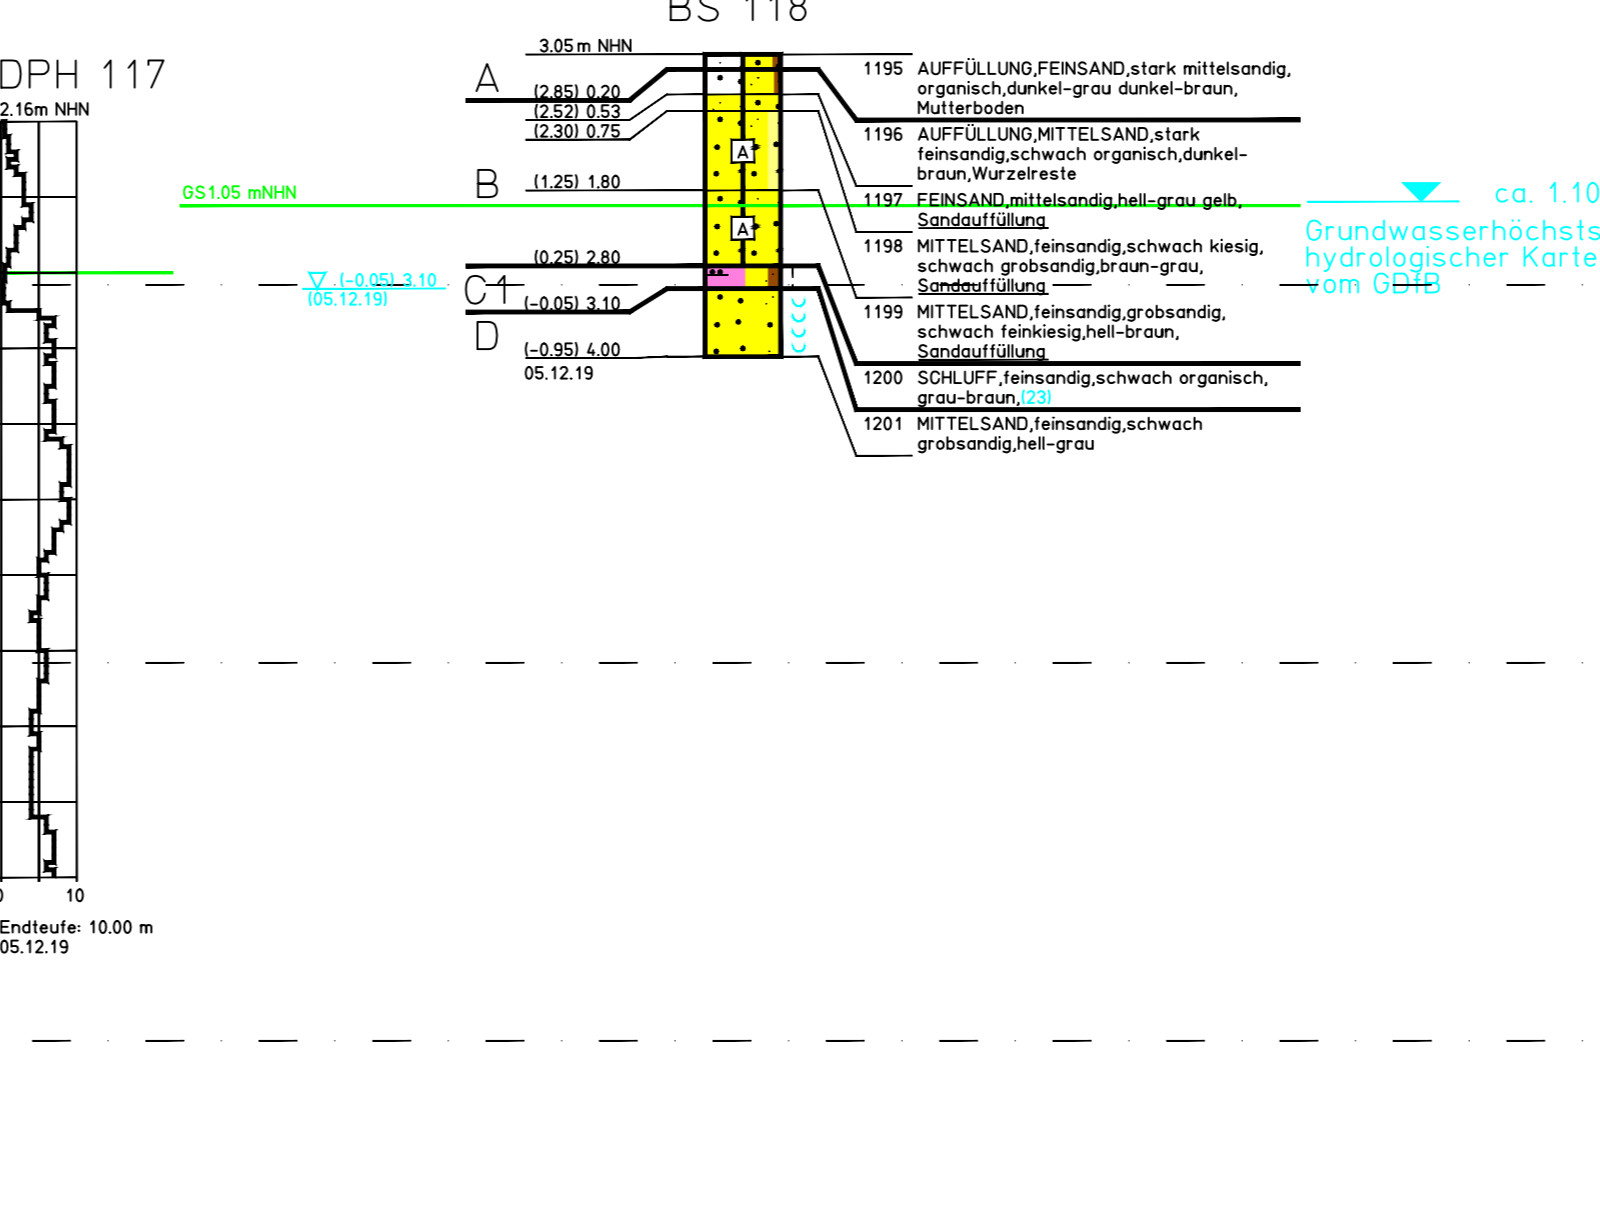 BS 118
DPH 117
2.16m NHN
GS1.05 mNHN
(-0.05) 3.10
(05.12.19)
10
Endteufe: 10.00 m
05.12.19
3.05 m NHN
A
(2.85) 0.20
(2.52) 0.53
(2.30) 0.75
B
(1.25) 1.80
(0.25) 2.80
C1
(-0.05) 3.10
D
(-0.95) 4.00
05.12.19
A
A
1195 AUFFÜLLUNG,FEINSAND,stark mittelsandig,
organisch,dunkel-grau dunkel-braun,
Mutterboden
1196 AUFFÜLLUNG,MITTELSAND,stark
feinsandig,schwach organisch,dunkel-
braun,Wurzelreste
1197 FEINSAND,mittelsandig,hell-grau gelb,
Sandauffüllung
1198 MITTELSAND,feinsandig,schwach kiesig,
schwach grobsandig,braun-grau,
Sandauffüllung
1199 MITTELSAND,feinsandig,grobsandig,
schwach feinkiesig,hell-braun,
Sandauffüllung
1200 SCHLUFF,feinsandig,schwach organisch,
grau-braun,(23)
1201 MITTELSAND,feinsandig,schwach
grobsandig,hell-grau
ca. 1.10
Grundwasserhöchsts
hydrologischer Karte
vom GDfB